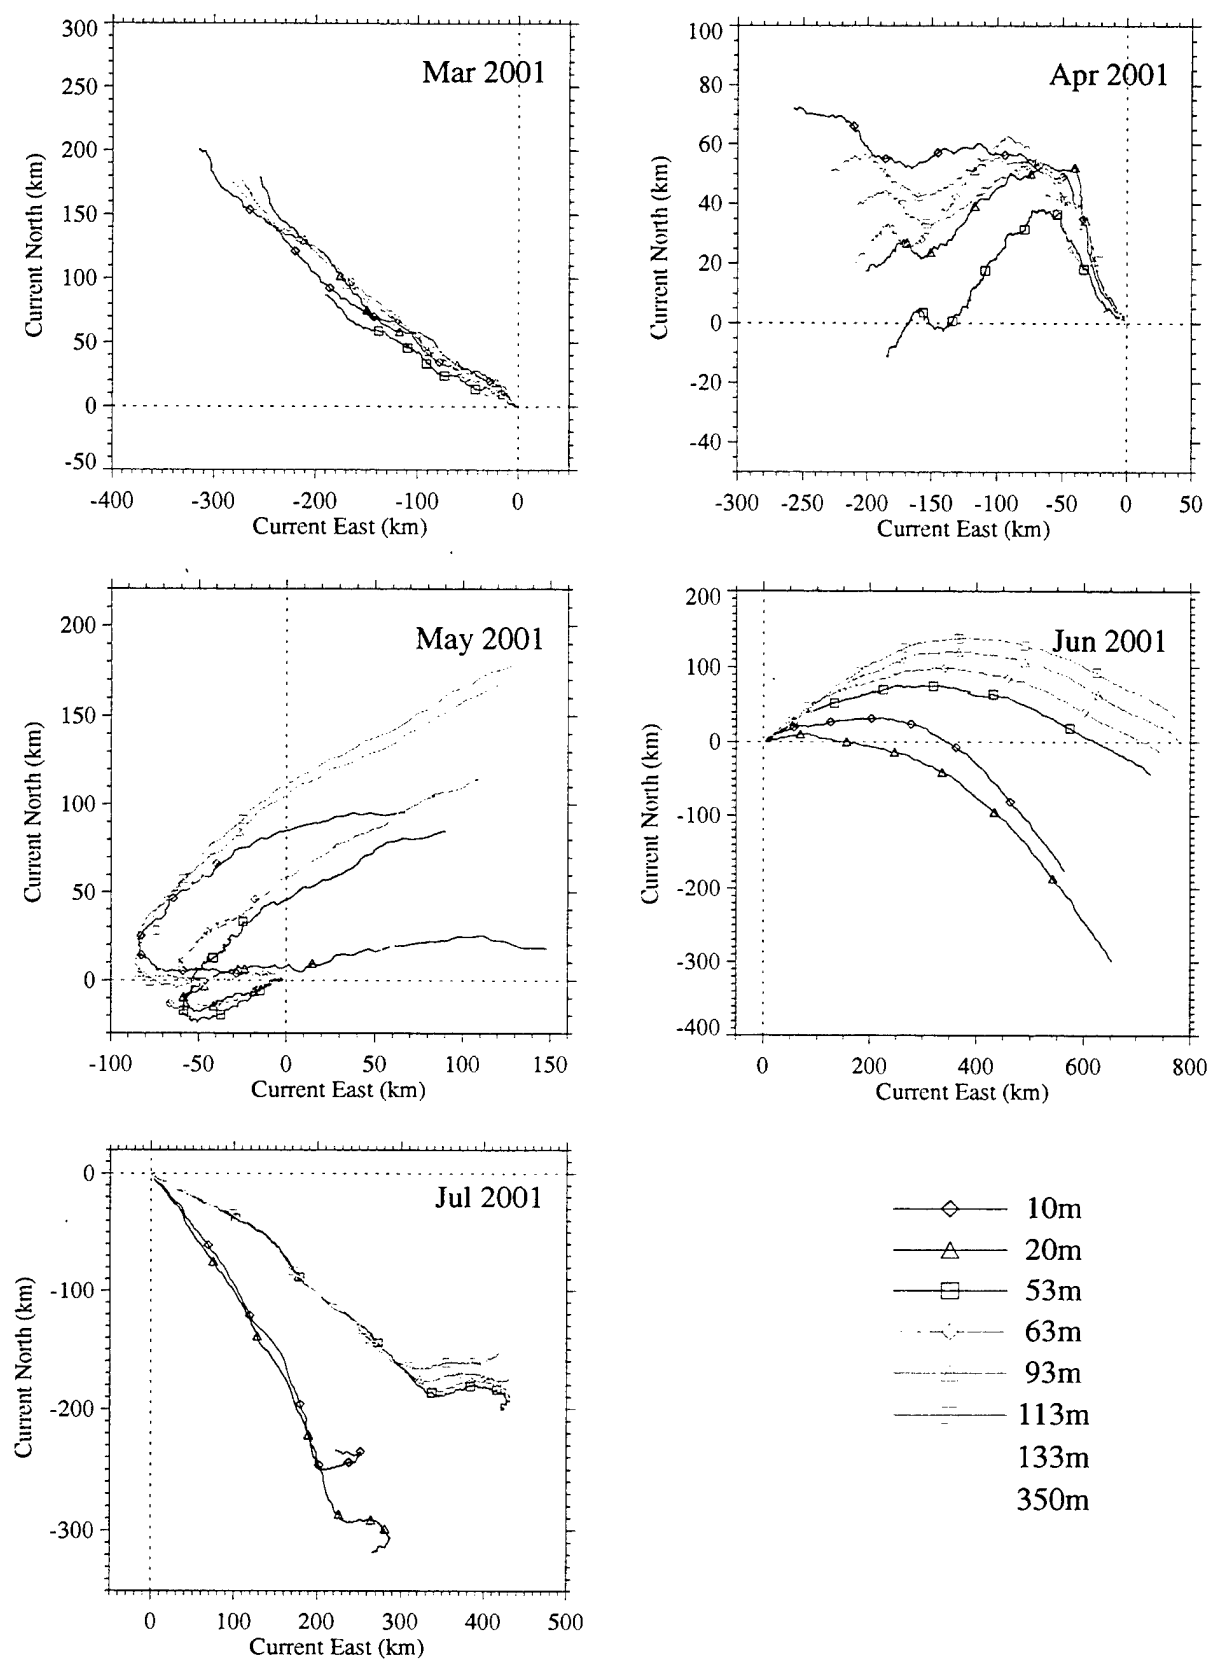 Mar 2001
300
250
200
150
100
50
0
-50
Current North (km)
-400 -300 -200 -100 0
Current East (km)
Apr 2001
100
80
60
40
20
0
-20
-40
Current North (km)
-300 -250 -200 -150 -100 -50 0 50
Current East (km)
May 2001
200
150
100
50
0
Current North (km)
-100 -50 0 50 100 150
Current East (km)
Jun 2001
200
100
0
-100
-200
-300
-400
Current North (km)
0 200 400 600 800
Current East (km)
Jul 2001
0
-100
-200
-300
Current North (km)
0 100 200 300 400 500
Current East (km)
10m
20m
53m
63m
93m
113m
133m
350m